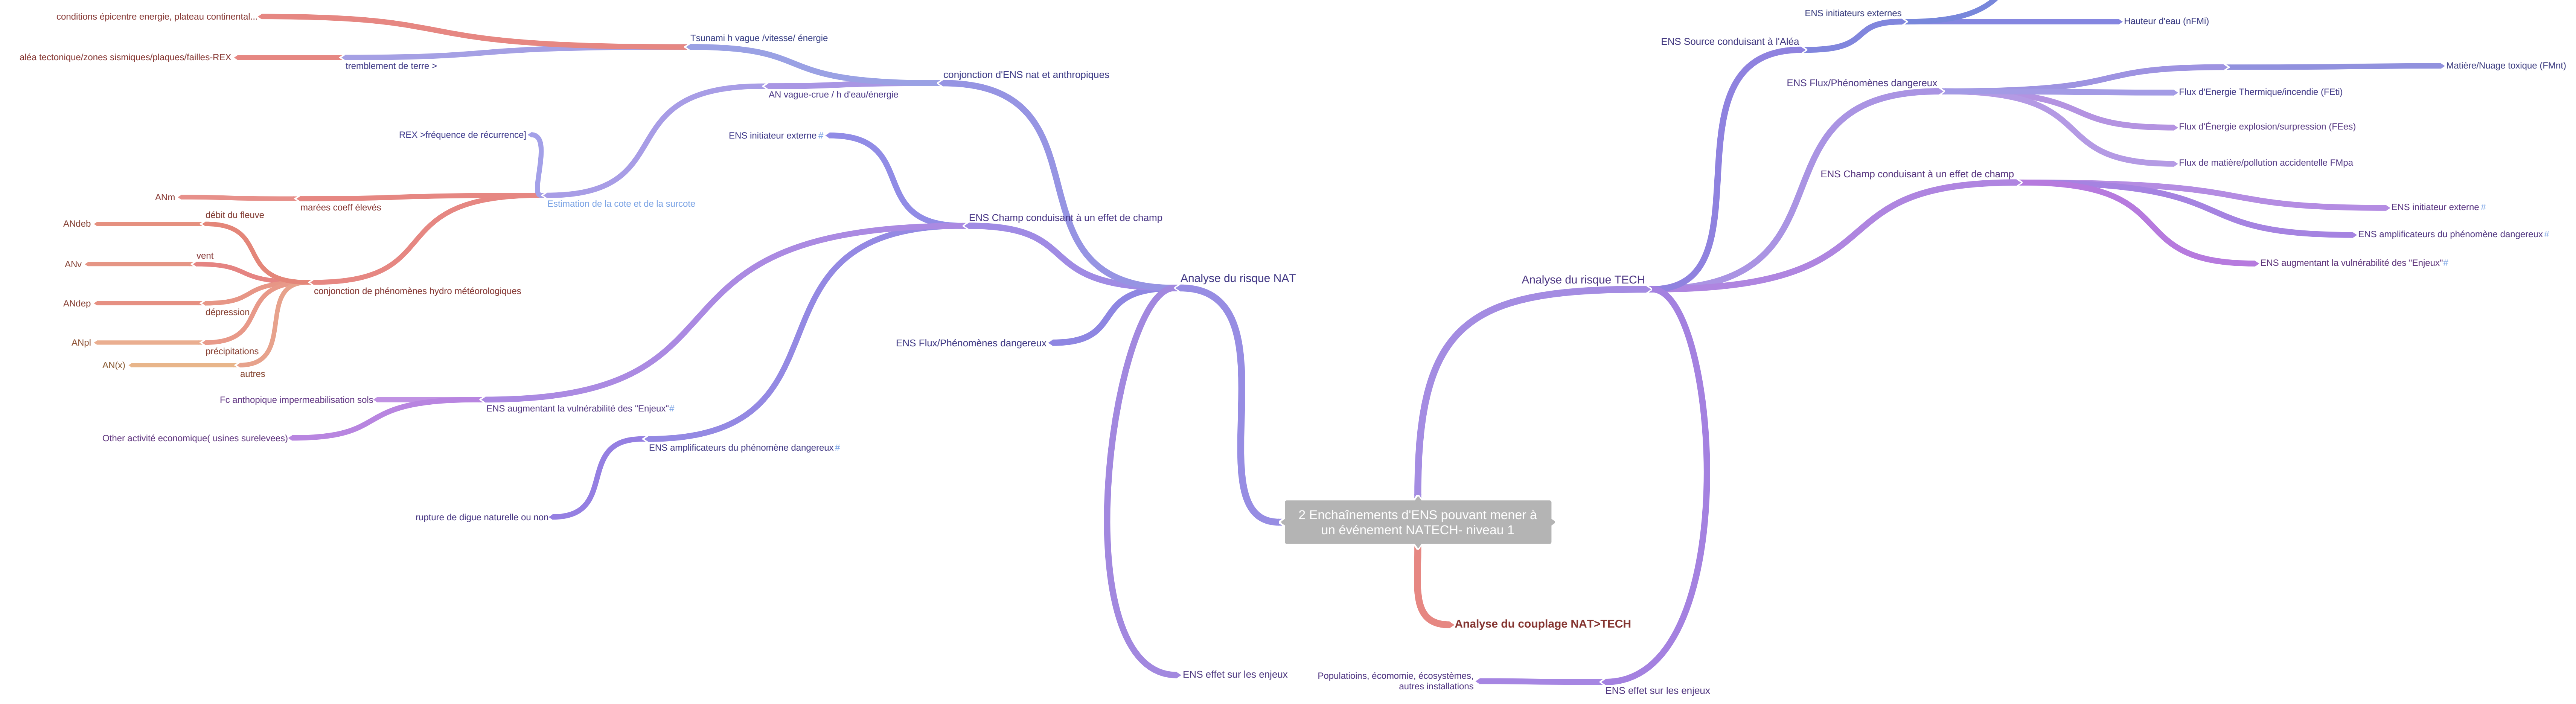 conditions épicentre energie, plateau continental...
aléa tectonique/zones sismiques/plaques/failles-REX
tremblement de terre >
Tsunami h vague /vitesse/ énergie
conjonction d'ENS nat et anthropiques
AN vague-crue / h d'eau/énergie
REX >fréquence de récurrence]
ENS initiateur externe #
Estimation de la cote et de la surcote
ANm
marées coeff élevés
débit du fleuve
ANdeb
vent
ANv
conjonction de phénomènes hydro météorologiques
ANdep
dépression
ANpl
précipitations
AN(x)
autres
ENS Champ conduisant à un effet de champ
Analyse du risque NAT
ENS Flux/Phénomènes dangereux
Fc anthopique impermeabilisation sols
ENS augmentant la vulnérabilité des "Enjeux"#
Other activité economique( usines surelevees)
ENS amplificateurs du phénomène dangereux #
rupture de digue naturelle ou non
2 Enchaînements d'ENS pouvant mener à
un événement NATECH- niveau 1
ENS effet sur les enjeux
ENS initiateurs externes
Hauteur d'eau (nFMi)
ENS Source conduisant à l'Aléa
ENS Flux/Phénomènes dangereux
Matière/Nuage toxique (FMnt)
Flux d'Energie Thermique/incendie (FEti)
Flux d'Énergie explosion/surpression (FEes)
Flux de matière/pollution accidentelle FMpa
ENS Champ conduisant à un effet de champ
ENS initiateur externe #
ENS amplificateurs du phénomène dangereux #
ENS augmentant la vulnérabilité des "Enjeux"#
Analyse du risque TECH
Analyse du couplage NAT>TECH
Populatioins, écomomie, écosystèmes,
autres installations
ENS effet sur les enjeux